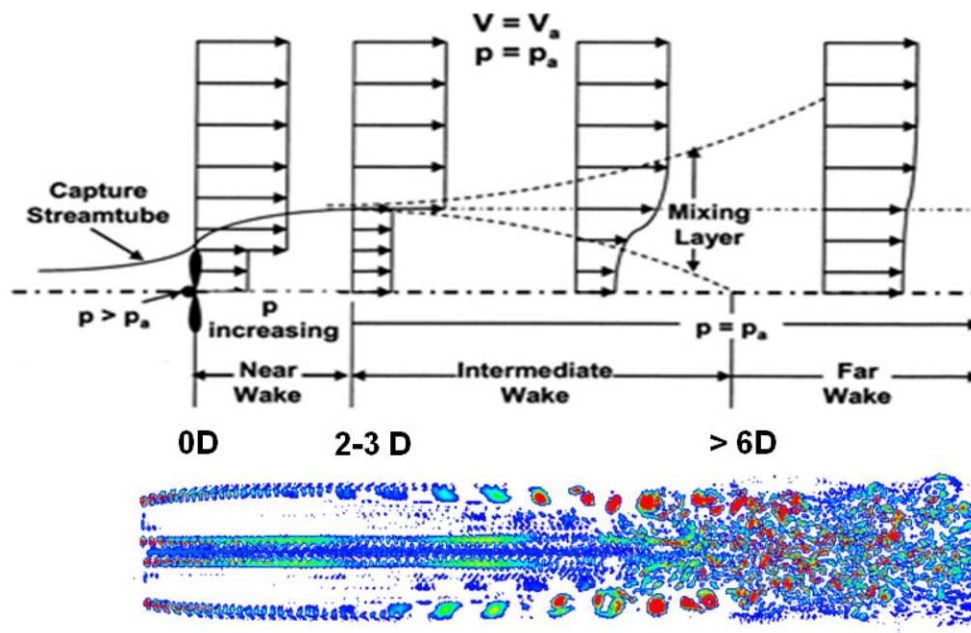 V = Vₐ
p = pₐ
Capture
Streamtube
Mixing
Layer
p > pₐ
p
increasing
p = pₐ
Near
Wake
Intermediate
Wake
Far
Wake
0D
2-3 D
> 6D